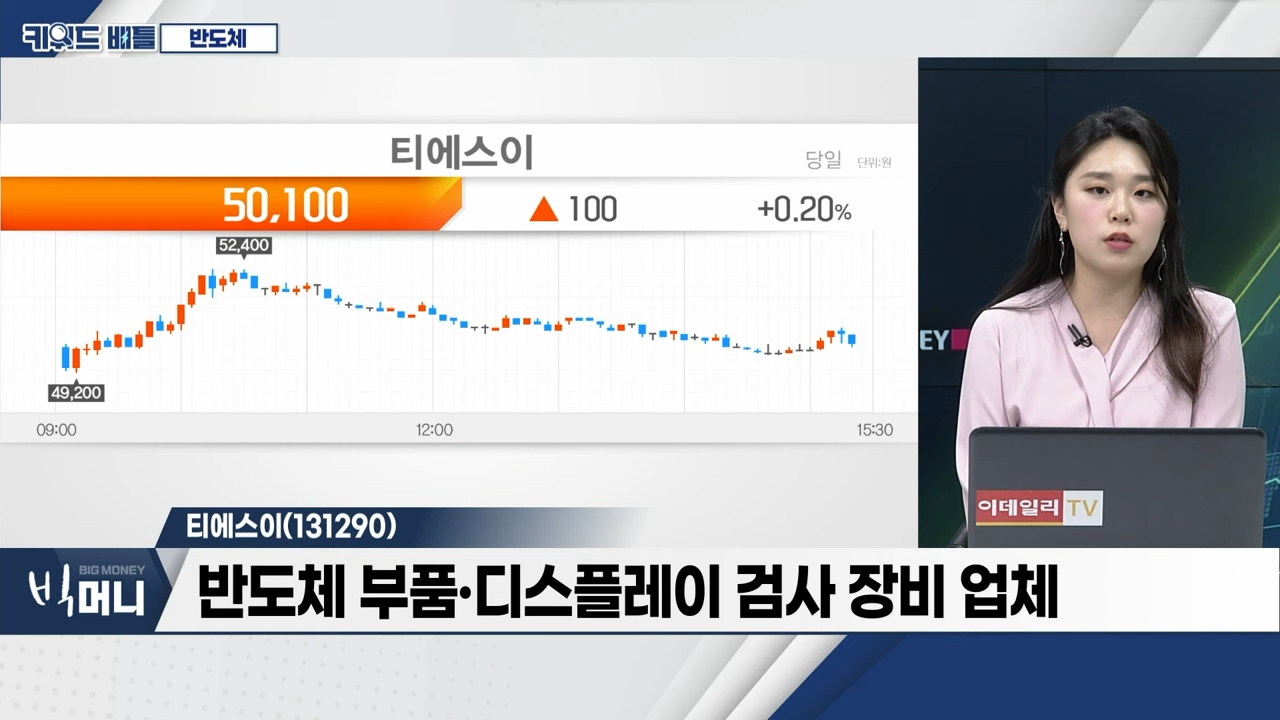 키워드 배틀 반도체
티에스이
당일 단위:원
50,100 ▲ 100 +0.20%
52,400
49,200
09:00 12:00 15:30
EY
이데일리 TV
티에스이(131290)
BIG MONEY
빅머니
반도체 부품·디스플레이 검사 장비 업체